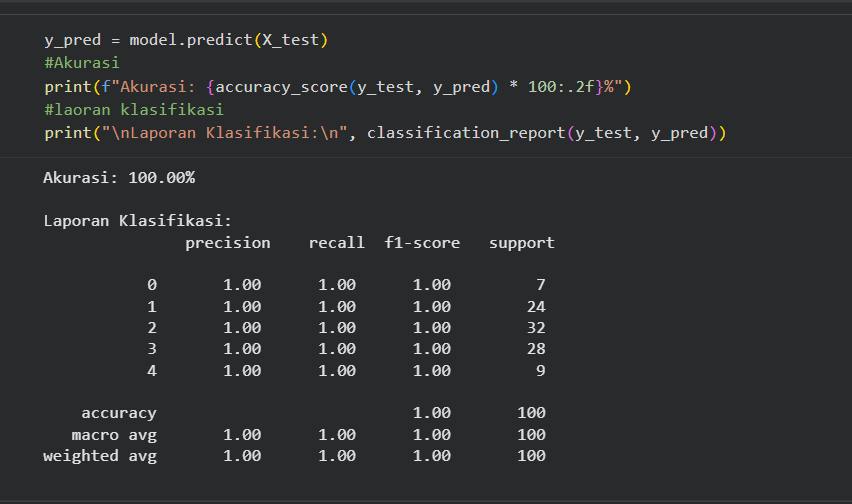 y_pred = model.predict(X_test)
#Akurasi
print(f"Akurasi: {accuracy_score(y_test, y_pred) * 100:.2f}%")
#laoran klasifikasi
print("\nLaporan Klasifikasi:\n", classification_report(y_test, y_pred))
Akurasi: 100.00%
Laporan Klasifikasi:
precision recall f1-score support
0 1.00 1.00 1.00 7
1 1.00 1.00 1.00 24
2 1.00 1.00 1.00 32
3 1.00 1.00 1.00 28
4 1.00 1.00 1.00 9
accuracy 1.00 100
macro avg 1.00 1.00 1.00 100
weighted avg 1.00 1.00 1.00 100